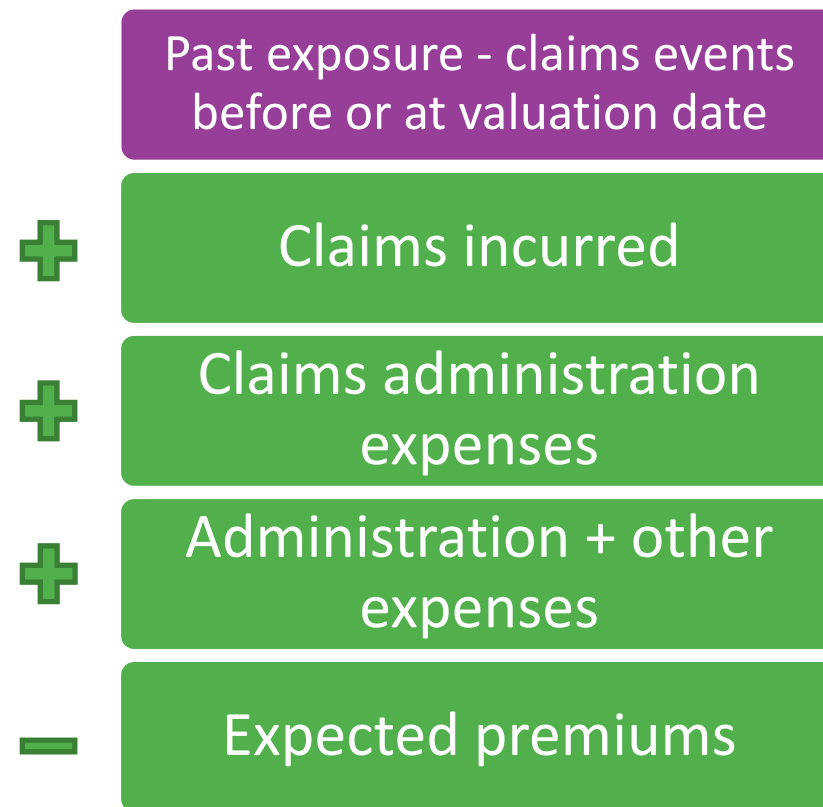 Past exposure - claims events
before or at valuation date
Claims incurred
Claims administration
expenses
Administration + other
expenses
Expected premiums